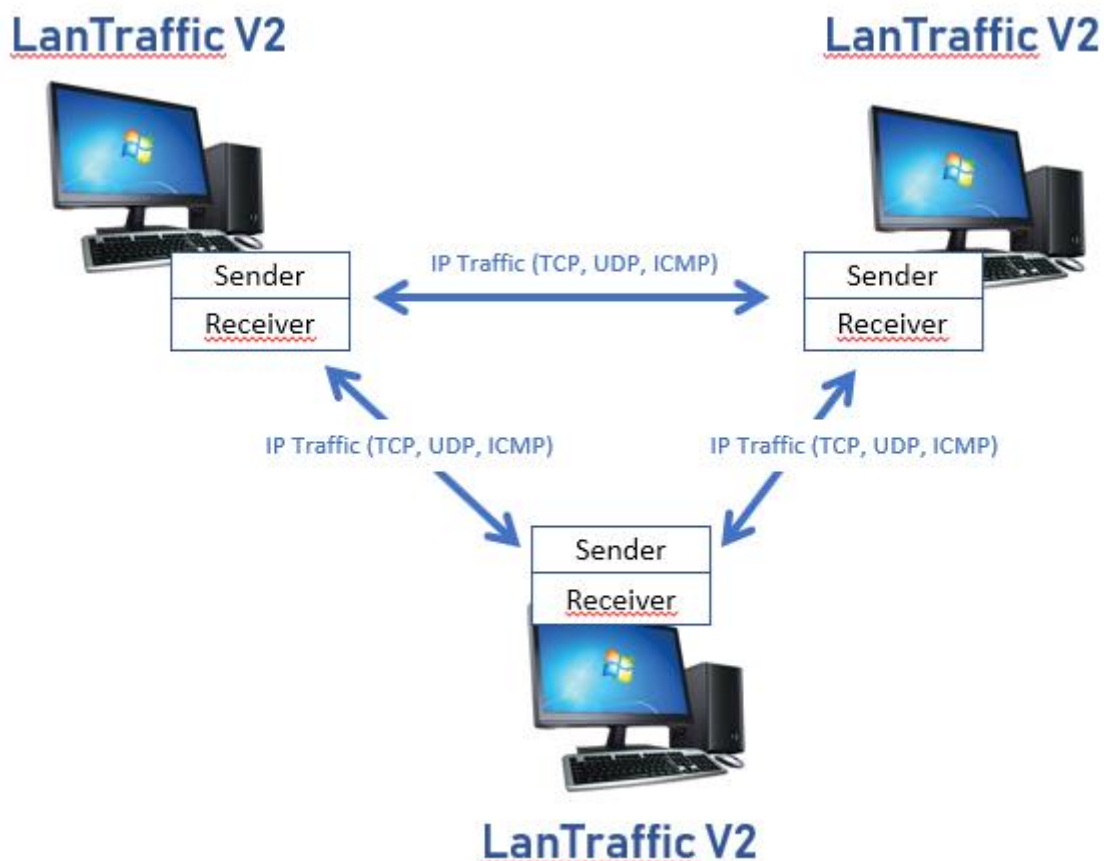 LanTraffic V2
LanTraffic V2
Sender
Receiver
IP Traffic (TCP, UDP, ICMP)
Sender
Receiver
IP Traffic (TCP, UDP, ICMP)
IP Traffic (TCP, UDP, ICMP)
Sender
Receiver
LanTraffic V2